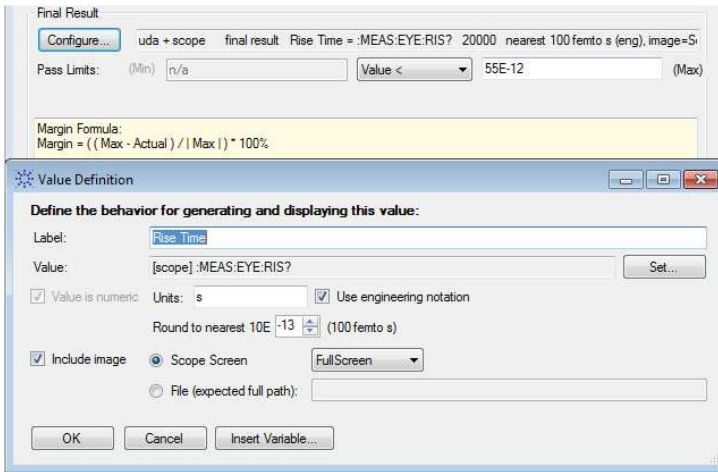 Final Result
Configure... uda + scope final result Rise Time = :MEAS:EYE:RIS? 20000 nearest 100 femto s (eng), image=S
Pass Limits: (Min) n/a Value < 55E-12 (Max)
Margin Formula:
Margin = ( ( Max - Actual ) / | Max | ) * 100%
Value Definition
Define the behavior for generating and displaying this value:
Label: Rise Time
Value: [scope] :MEAS:EYE:RIS? Set...
Value is numeric Units: s Use engineering notation
Round to nearest 10E -13 (100 femto s)
Include image Scope Screen FullScreen
File (expected full path):
OK Cancel Insert Variable...